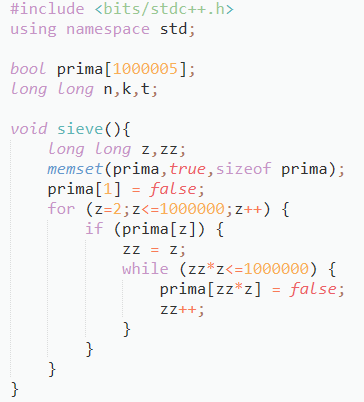 #include <bits/stdc++.h>
using namespace std;

bool prima[1000005];
long long n,k,t;

void sieve(){
    long long z,zz;
    memset(prima,true,sizeof prima);
    prima[1] = false;
    for (z=2;z<=1000000;z++) {
        if (prima[z]) {
            zz = z;
            while (zz*z<=1000000) {
                prima[zz*z] = false;
                zz++;
            }
        }
    }
}